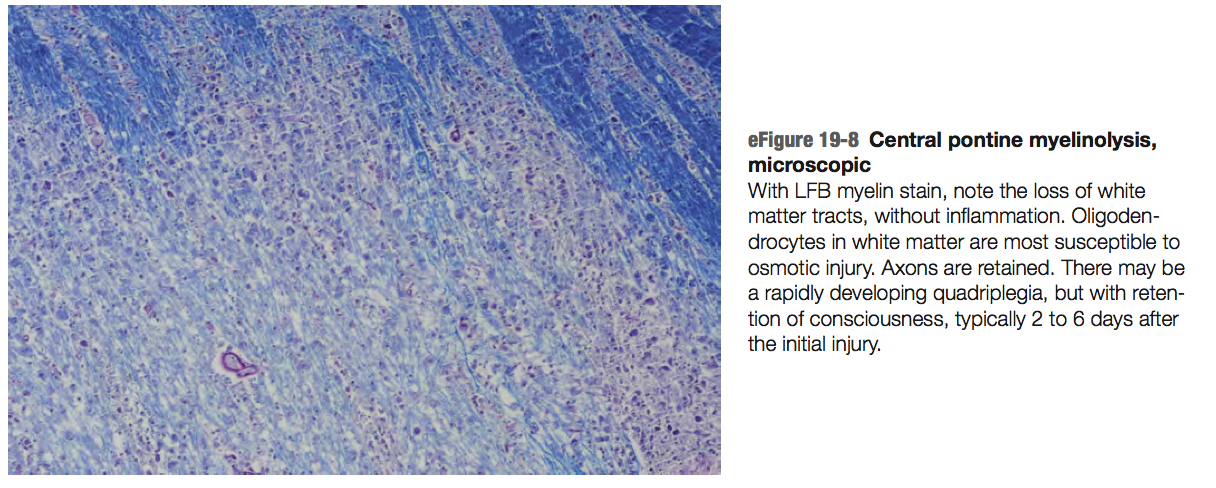 eFigure 19-8 Central pontine myelinolysis,
microscopic
With LFB myelin stain, note the loss of white
matter tracts, without inflammation. Oligoden-
drocytes in white matter are most susceptible to
osmotic injury. Axons are retained. There may be
a rapidly developing quadriplegia, but with reten-
tion of consciousness, typically 2 to 6 days after
the initial injury.